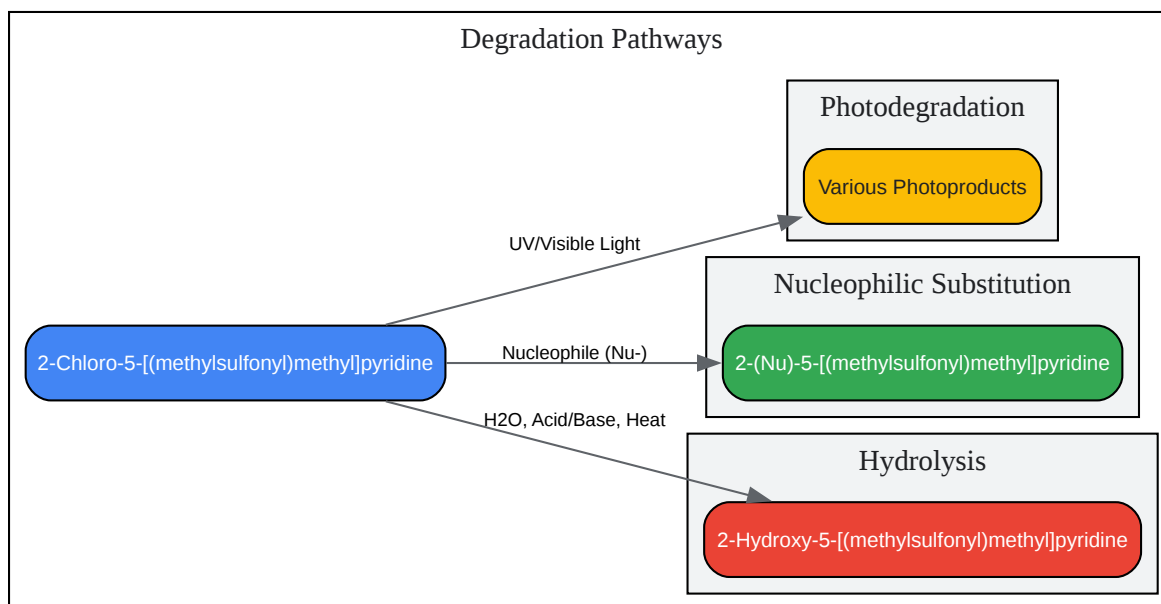 Degradation Pathways
Photodegradation
Various Photoproducts
UV/Visible Light
Nucleophilic Substitution
2-Chloro-5-[(methylsulfonyl)methyl]pyridine
Nucleophile (Nu-)
2-(Nu)-5-[(methylsulfonyl)methyl]pyridine
H2O, Acid/Base, Heat
Hydrolysis
2-Hydroxy-5-[(methylsulfonyl)methyl]pyridine